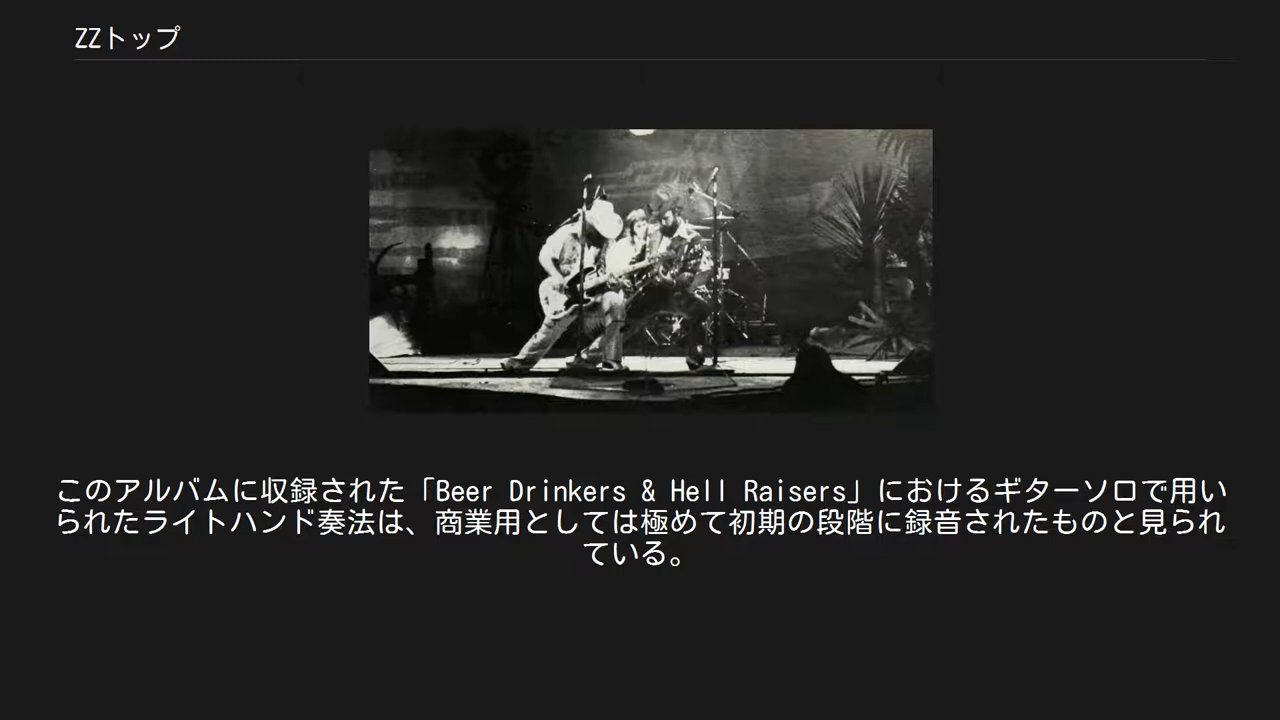 ZZトップ
このアルバムに収録された「Beer Drinkers & Hell Raisers」におけるギターソロで用い
られたライトハンド奏法は、商業用としては極めて初期の段階に録音されたものと見られ
ている。